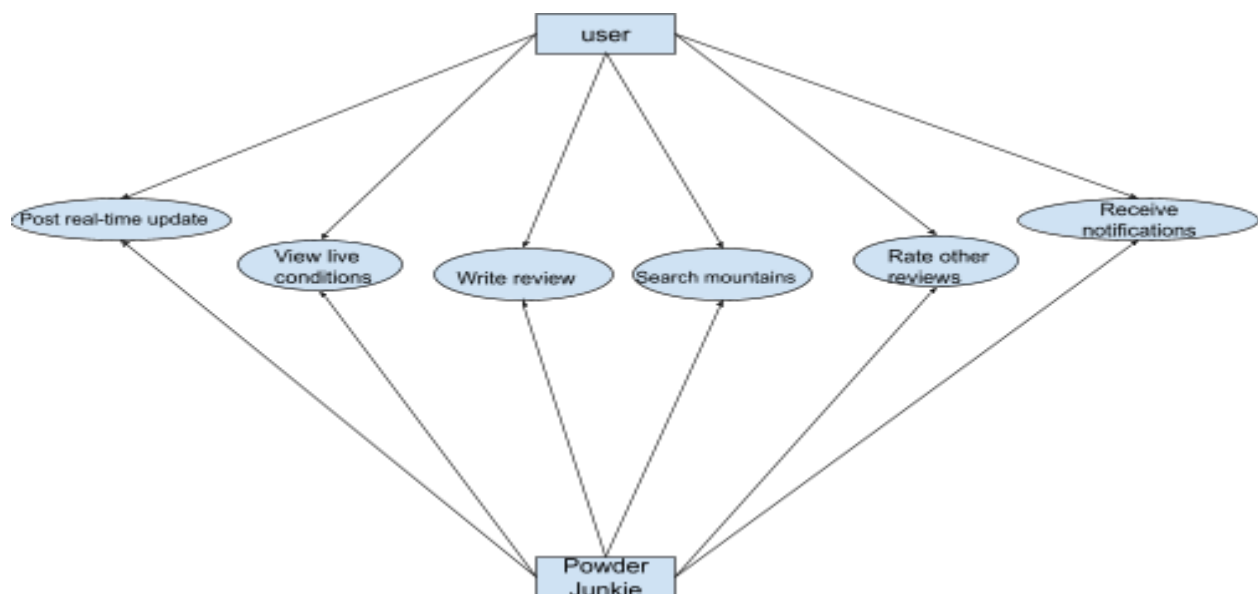 user
Post real-time update
View live
conditions
Write review
Search mountains
Rate other
reviews
Receive
notifications
Powder
Junkie